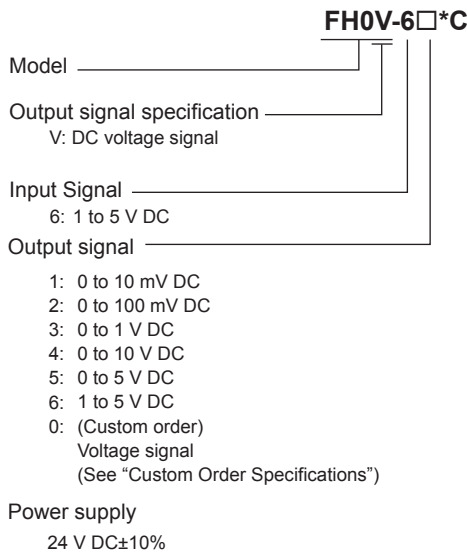 FH0V-6□*C
Model
Output signal specification
V: DC voltage signal
Input Signal
6: 1 to 5 V DC
Output signal
1: 0 to 10 mV DC
2: 0 to 100 mV DC
3: 0 to 1 V DC
4: 0 to 10 V DC
5: 0 to 5 V DC
6: 1 to 5 V DC
0: (Custom order)
Voltage signal
(See “Custom Order Specifications”)
Power supply
24 V DC±10%